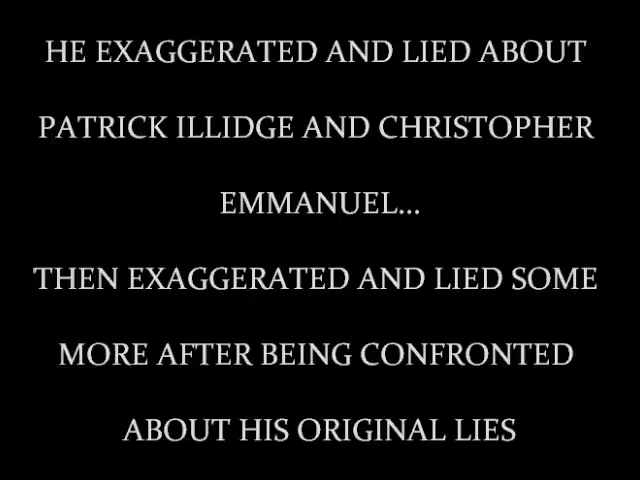 HE EXAGGERATED AND LIED ABOUT
PATRICK ILLIDGE AND CHRISTOPHER
EMMANUEL...
THEN EXAGGERATED AND LIED SOME
MORE AFTER BEING CONFRONTED
ABOUT HIS ORIGINAL LIES